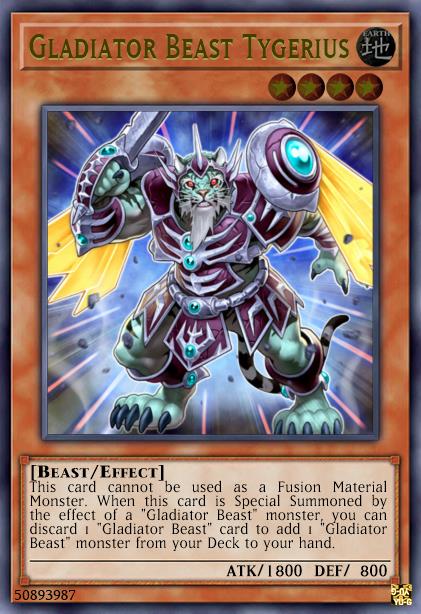 GLADIATOR BEAST TYGERIUS
EARTH
地
[BEAST/EFFECT]
This card cannot be used as a Fusion Material
Monster. When this card is Special Summoned by
the effect of a "Gladiator Beast" monster, you can
discard 1 "Gladiator Beast" card to add 1 "Gladiator
Beast" monster from your Deck to your hand.
ATK/1800 DEF/ 800
50893987